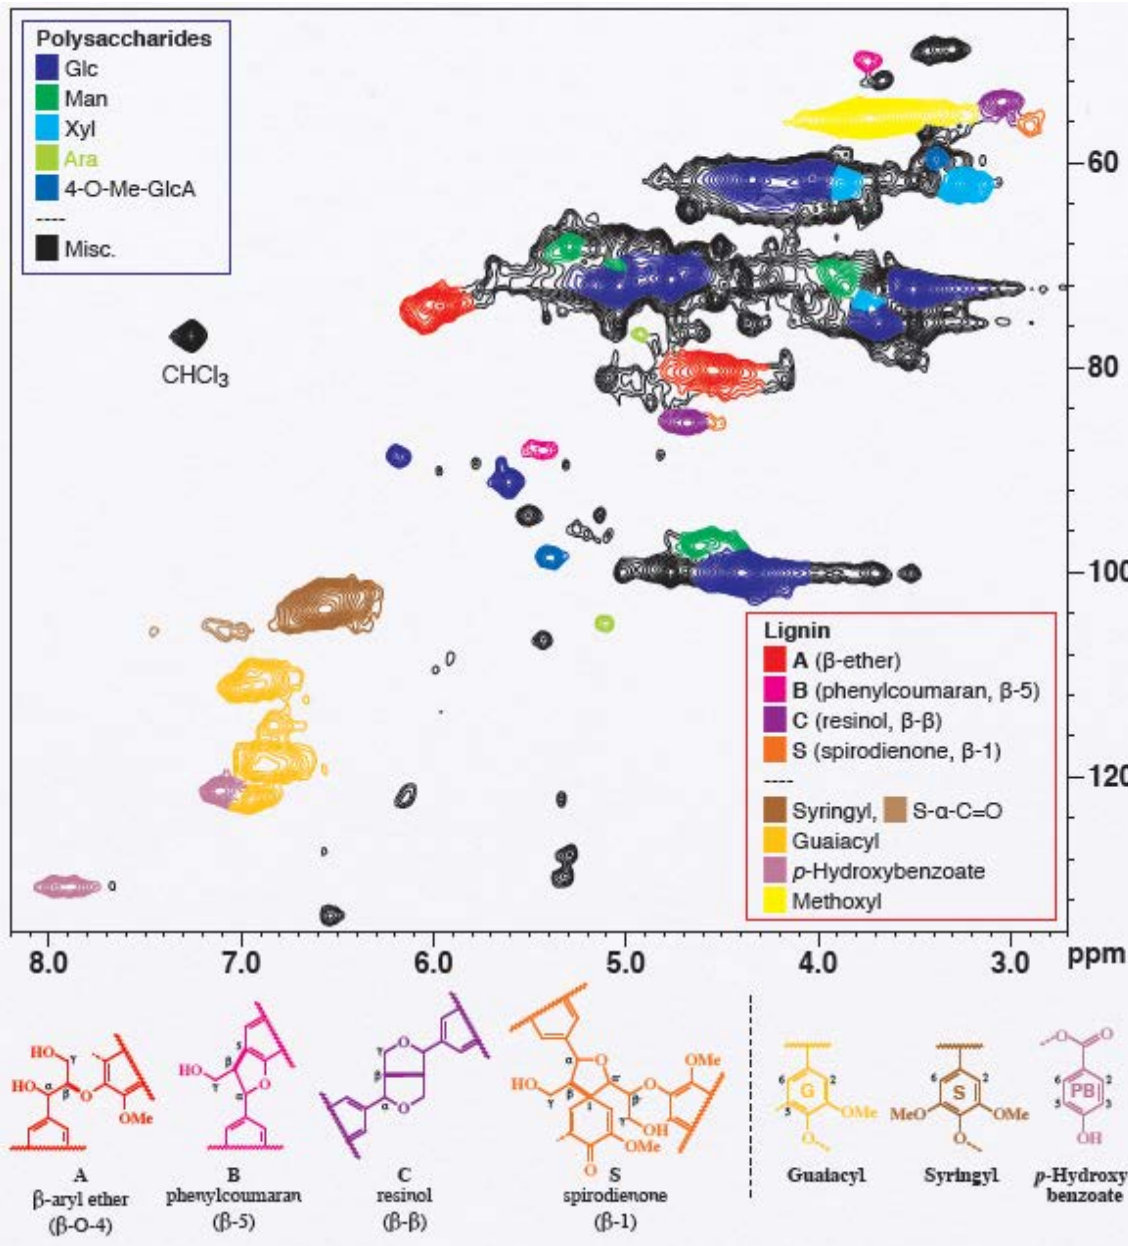 Polysaccharides
Glc
Man
Xyl
Ara
4-O-Me-GlcA
----
Misc.
CHCl3
60
80
100
120
Lignin
A (β-ether)
B (phenylcoumaran, β-5)
C (resinol, β-β)
S (spirodienone, β-1)
----
Syringyl, S-α-C=O
Guaiacyl
p-Hydroxybenzoate
Methoxyl
8.0 7.0 6.0 5.0 4.0 3.0 ppm
HO γ
HO α β O OMe
A
β-aryl ether
(β-O-4)
5
HO β γ O α
B
phenylcoumaran
(β-5)
O γ
β
α O
C
resinol
(β-β)
α O α'
HO γ β 1 O β' OMe
γ' OH
OMe
O
S
spirodienone
(β-1)
6 2
G
5 OMe
O
Guaiacyl
6 2
S
MeO OMe
O
Syringyl
O O
6 2
PB
5 3
OH
p-Hydroxy
benzoate